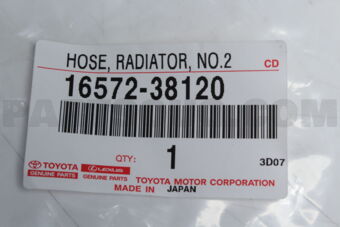 HOSE, RADIATOR, NO.2 CD
16572-38120
QTY: 1 3D07
TOYOTA LEXUS
GENUINE PARTS GENUINE PARTS TOYOTA MOTOR CORPORATION
MADE IN JAPAN